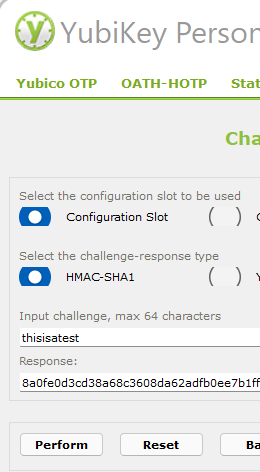 YubiKey Person
Yubico OTP OATH-HOTP Stat
Cha
Select the configuration slot to be used
Configuration Slot
Select the challenge-response type
HMAC-SHA1
Input challenge, max 64 characters
thisisatest
Response:
8a0fe0d3cd38a68c3608da62adfb0ee7b1ff
Perform Reset Ba